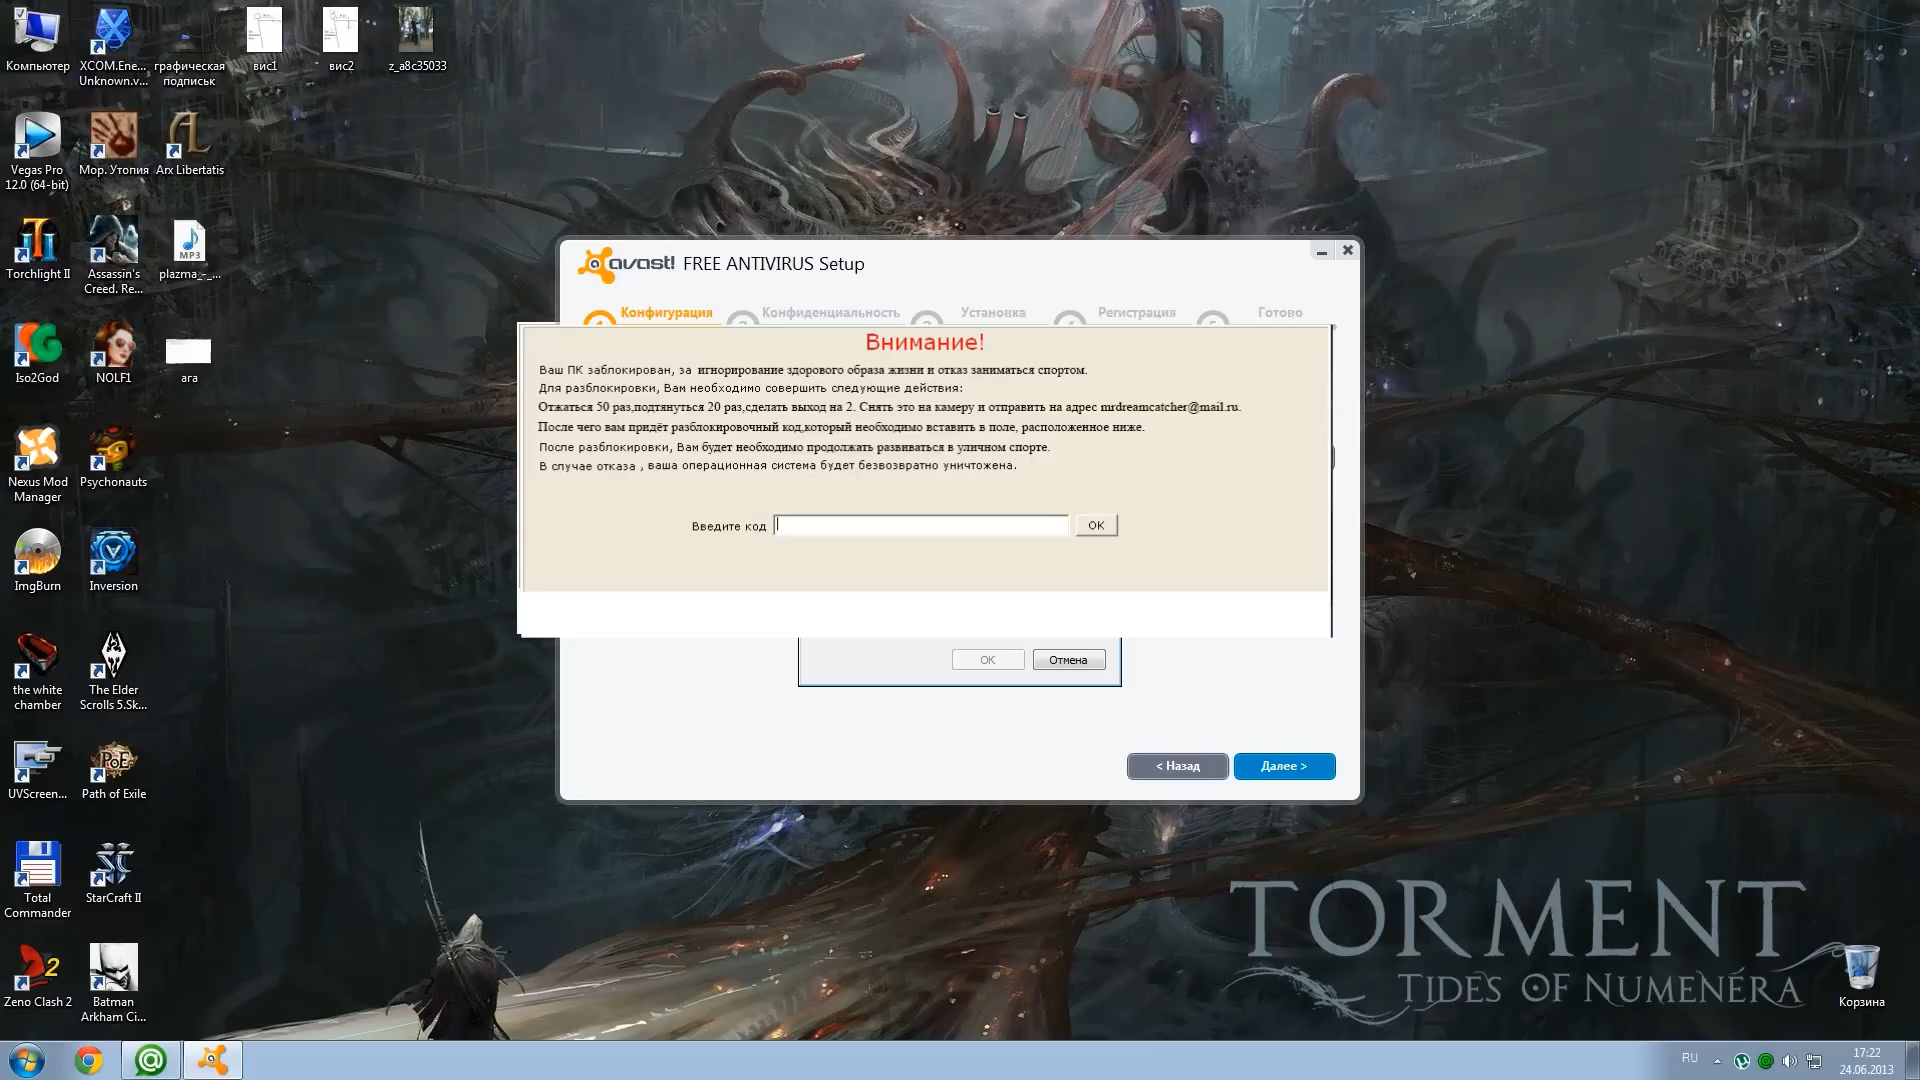 Компьютер
XCOM.Ene...
Unknown.v...
графическая
подписьк
вис1
вис2
z_a8c35033
Vegas Pro
12.0 (64-bit)
Мор. Утопия
Arx Libertatis
Torchlight II
Assassin's
Creed. Re...
MP3
plazma_-_...
Iso2God
NOLF1
ara
Nexus Mod
Manager
Psychonauts
ImgBurn
Inversion
the white
chamber
The Elder
Scrolls 5.Sk...
UVScreen...
Path of Exile
Total
Commander
StarCraft II
Zeno Clash 2
Batman
Arkham Ci...
avast! FREE ANTIVIRUS Setup
Конфигурация
Конфиденциальность
Установка
Регистрация
Готово
Внимание!
Ваш ПК заблокирован, за игнорирование здорового образа жизни и отказ заниматься спортом.
Для разблокировки, Вам необходимо совершить следующие действия:
Отжаться 50 раз,подтянуться 20 раз,сделать выход на 2. Снять это на камеру и отправить на адрес mrdreamcatcher@mail.ru.
После чего вам придёт разблокировочный код,который необходимо вставить в поле, расположенное ниже.
После разблокировки, Вам будет необходимо продолжать развиваться в уличном спорте.
В случае отказа , ваша операционная система будет безвозвратно уничтожена.
Введите код
OK
OK
Отмена
< Назад
Далее >
TORMENT
TIDES OF NUMENÉRA
Корзина
RU
17:22
24.06.2013